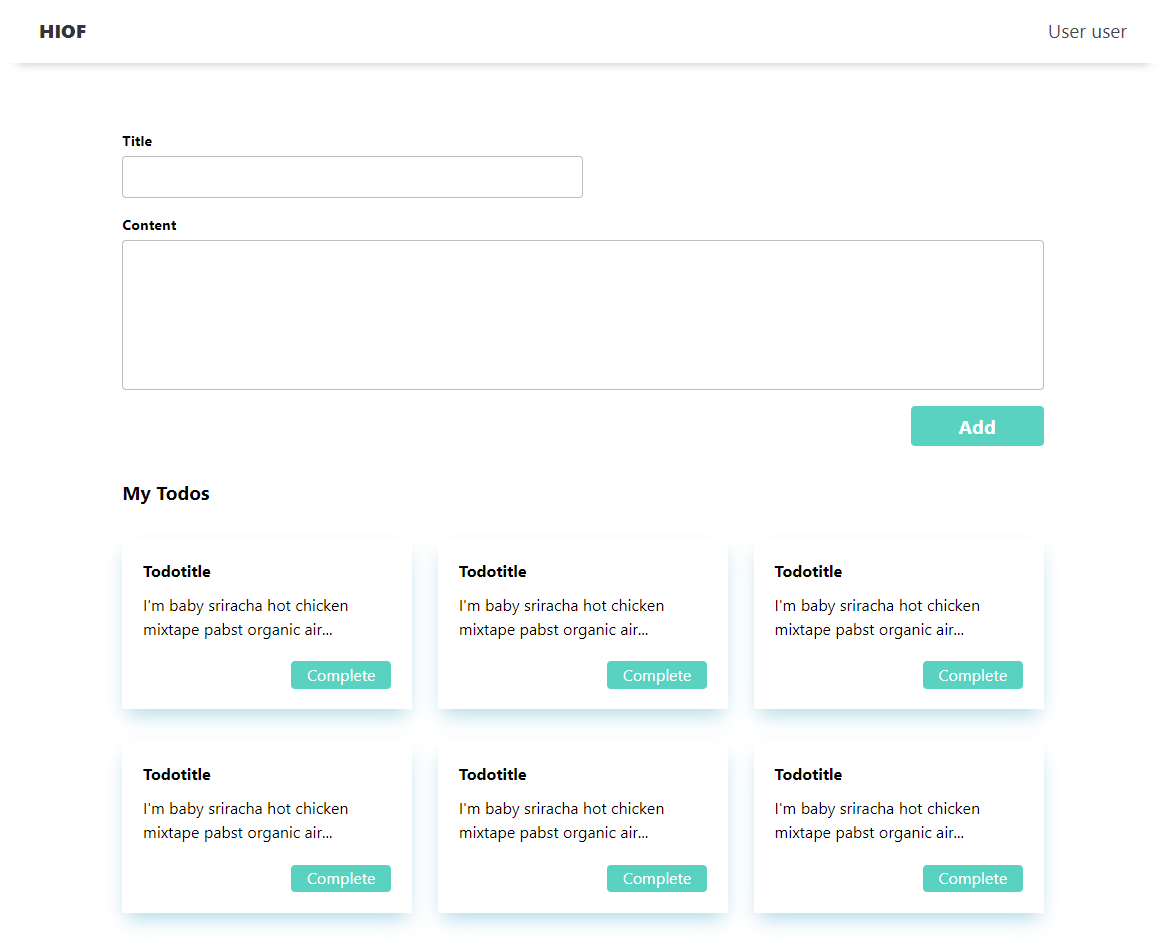 HIOF
User user
Title
Content
Add
My Todos
Todotitle
I'm baby sriracha hot chicken
mixtape pabst organic air...
Complete
Todotitle
I'm baby sriracha hot chicken
mixtape pabst organic air...
Complete
Todotitle
I'm baby sriracha hot chicken
mixtape pabst organic air...
Complete
Todotitle
I'm baby sriracha hot chicken
mixtape pabst organic air...
Complete
Todotitle
I'm baby sriracha hot chicken
mixtape pabst organic air...
Complete
Todotitle
I'm baby sriracha hot chicken
mixtape pabst organic air...
Complete